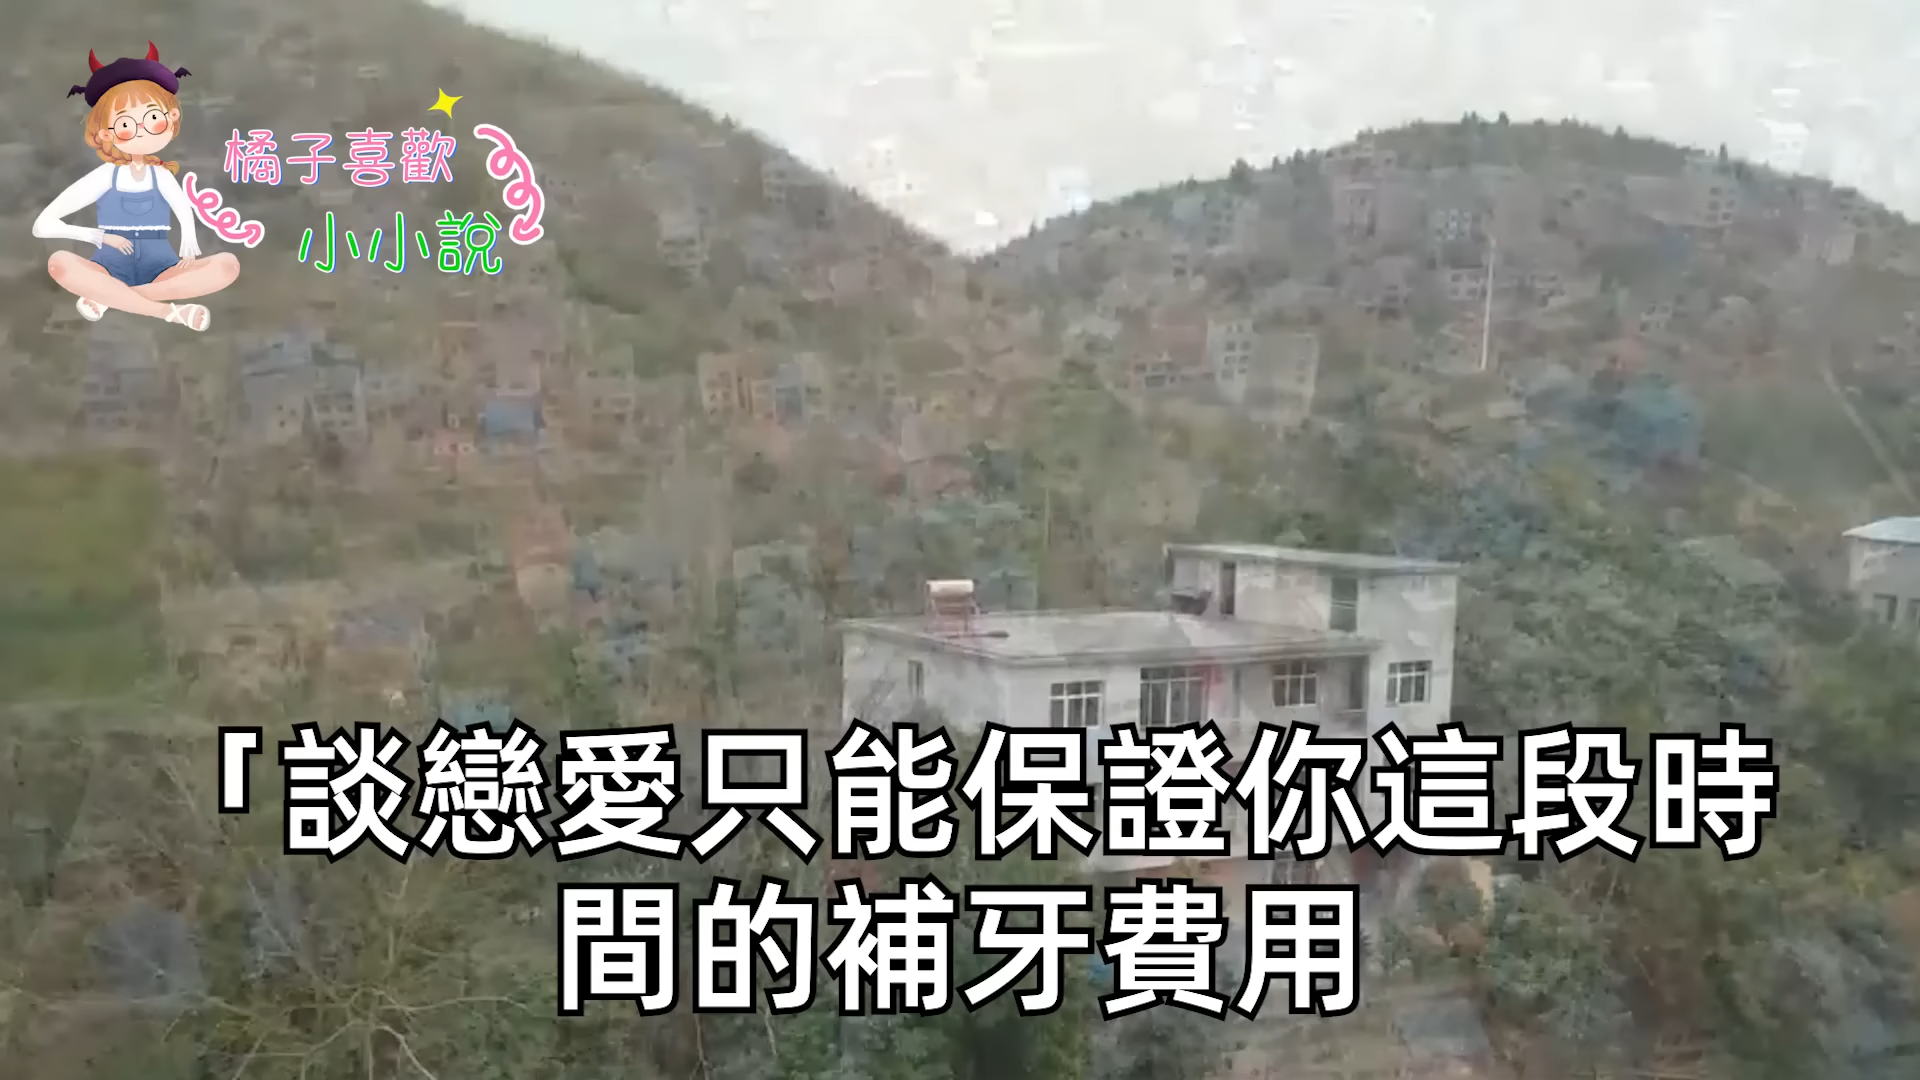 橘子喜歡
小小說
「談戀愛只能保證你這段時
間的補牙費用